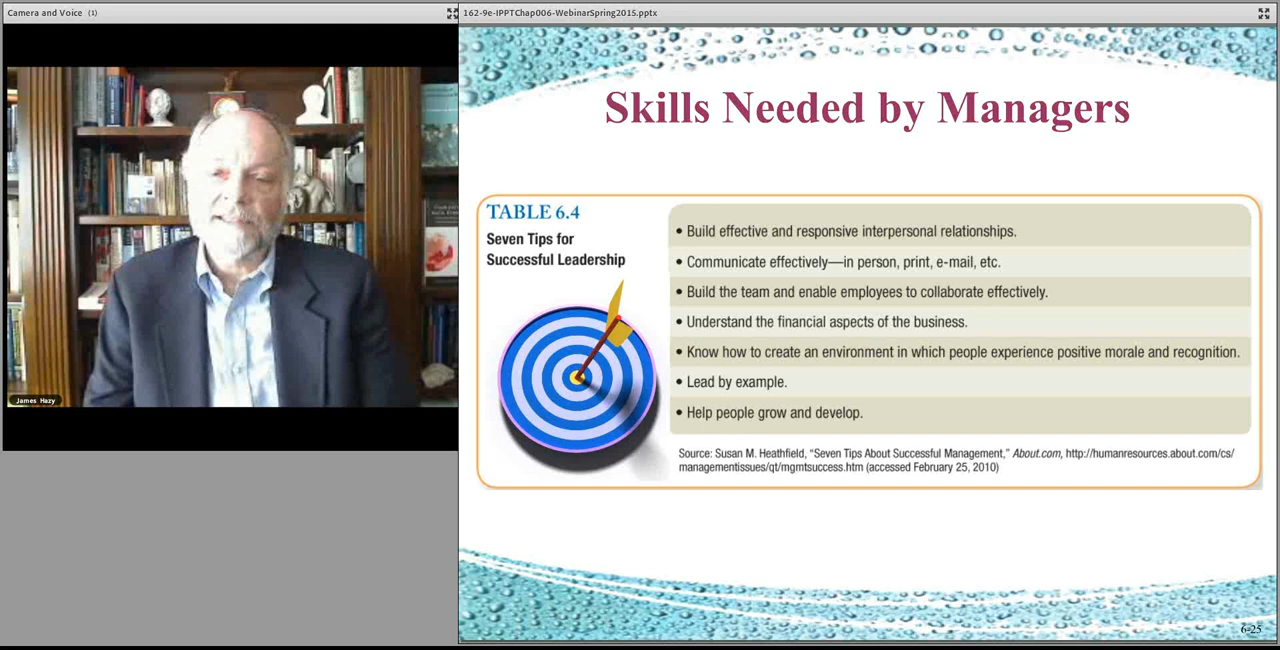 Camera and Voice (1)
162-9e-IPPTChap006-WebinarSpring2015.pptx
James Hazy
Skills Needed by Managers
TABLE 6.4
Seven Tips for
Successful Leadership
• Build effective and responsive interpersonal relationships.
• Communicate effectively—in person, print, e-mail, etc.
• Build the team and enable employees to collaborate effectively.
• Understand the financial aspects of the business.
• Know how to create an environment in which people experience positive morale and recognition.
• Lead by example.
• Help people grow and develop.
Source: Susan M. Heathfield, “Seven Tips About Successful Management,” About.com, http://humanresources.about.com/cs/
managementissues/qt/mgmtsuccess.htm (accessed February 25, 2010)
6-25